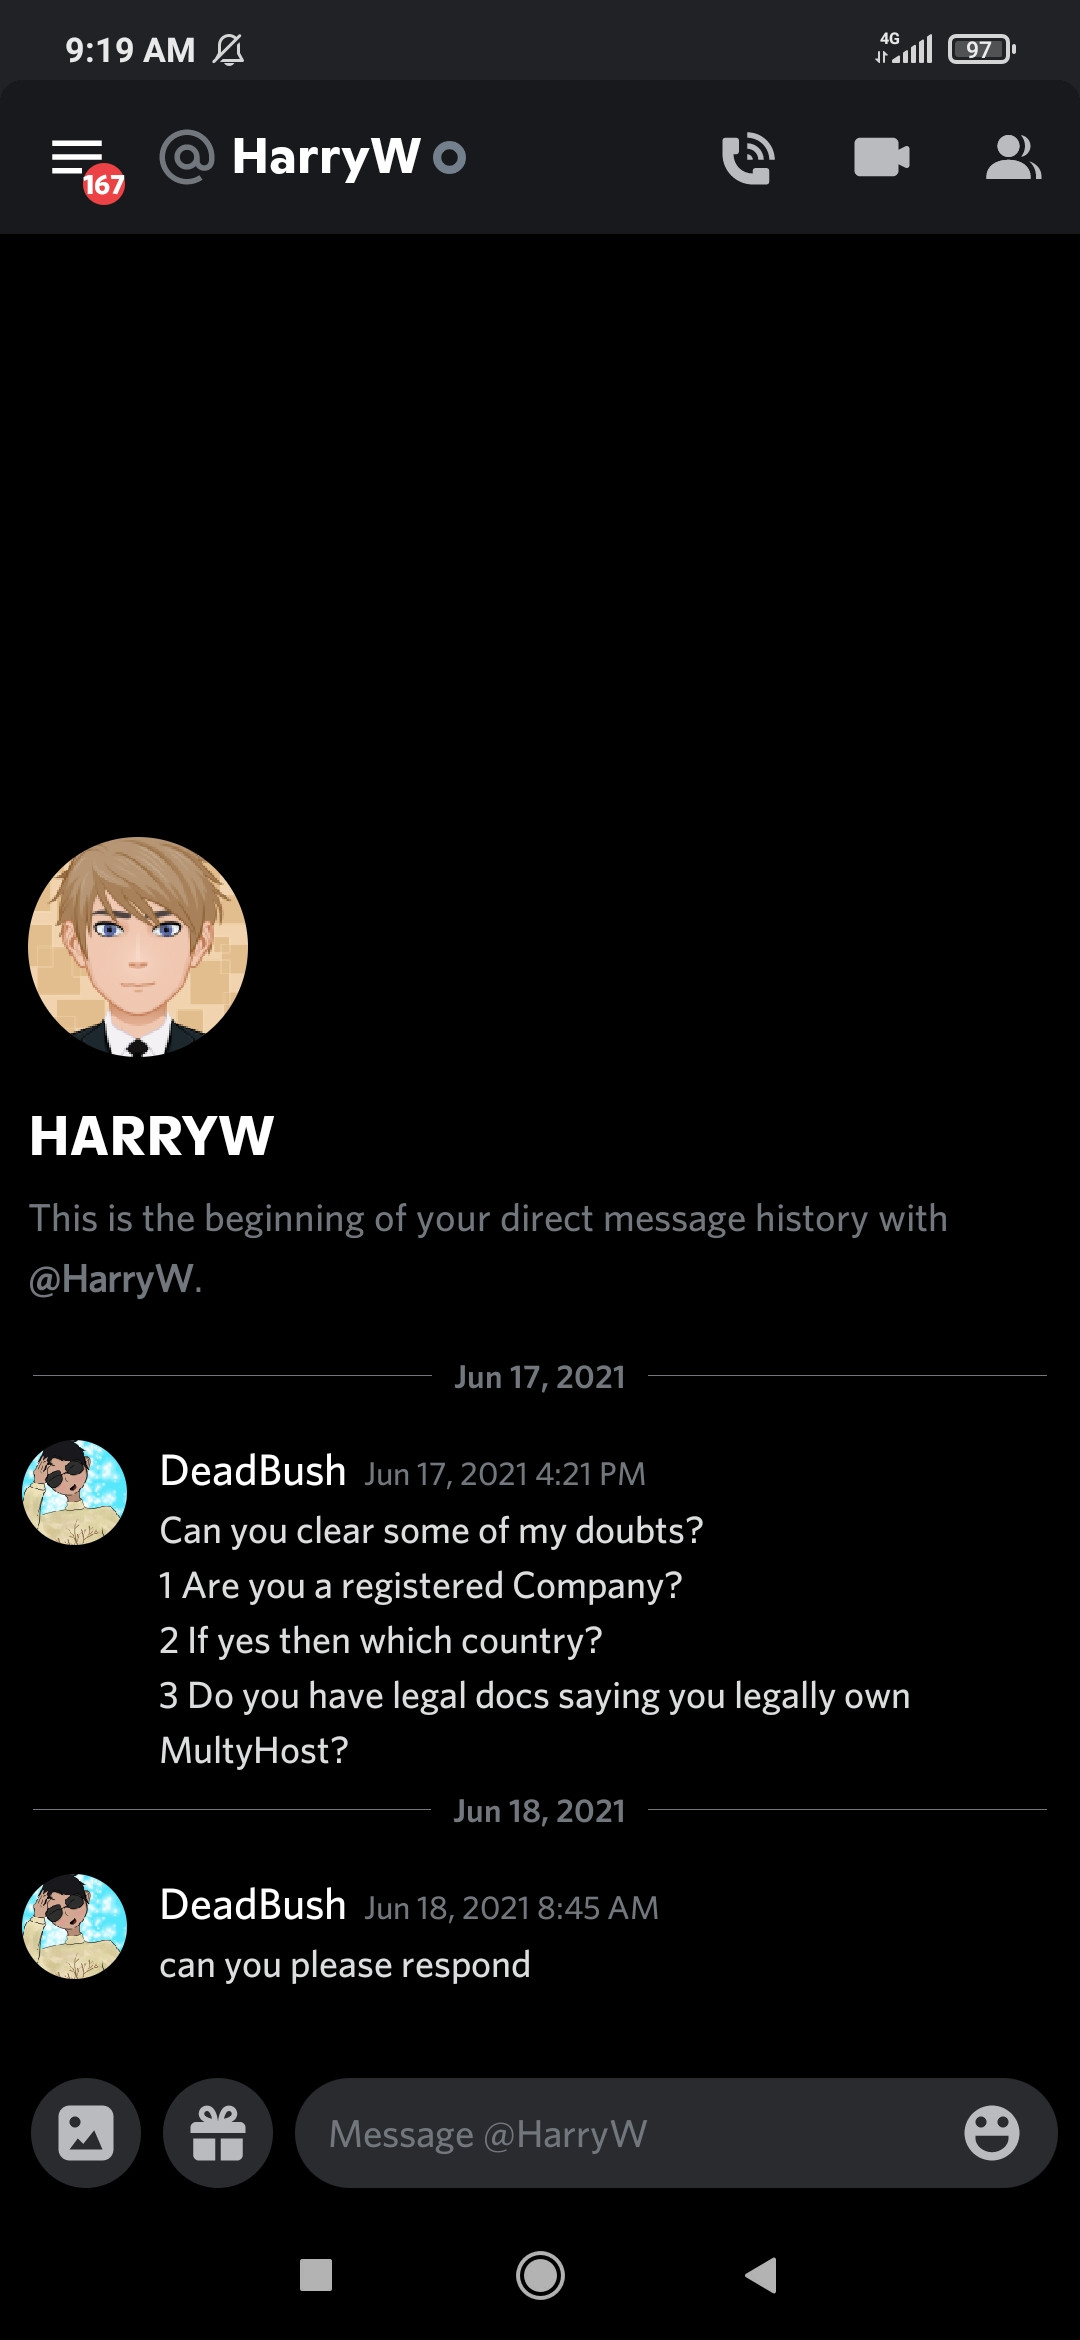 9:19 AM
4G
97
167
HarryW
HARRYW
This is the beginning of your direct message history with
@HarryW.
Jun 17, 2021
DeadBush Jun 17, 2021 4:21 PM
Can you clear some of my doubts?
1 Are you a registered Company?
2 If yes then which country?
3 Do you have legal docs saying you legally own
MultyHost?
Jun 18, 2021
DeadBush Jun 18, 2021 8:45 AM
can you please respond
Message @HarryW